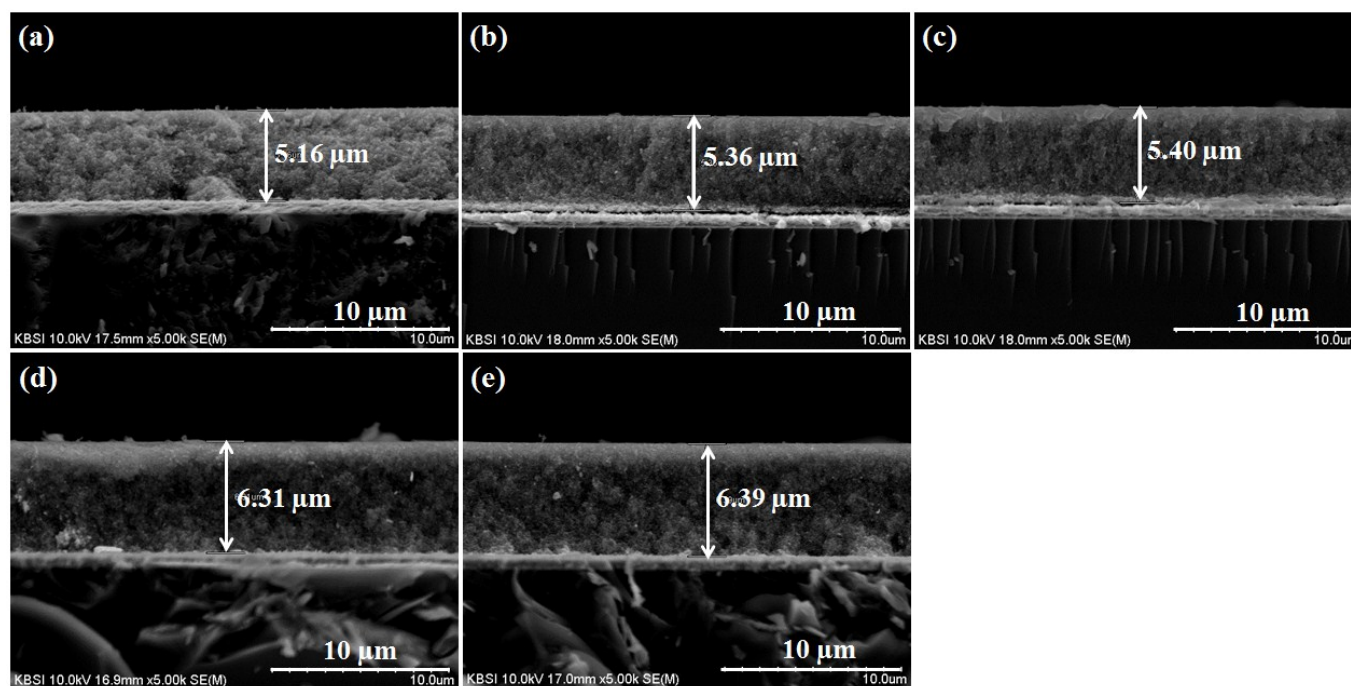 (a)
5.16 µm
10 µm
KBSI 10.0kV 17.5mm x5.00k SE(M) 10.0um
(b)
5.36 µm
10 µm
KBSI 10.0kV 18.0mm x5.00k SE(M) 10.0um
(c)
5.40 µm
10 µm
KBSI 10.0kV 18.0mm x5.00k SE(M) 10.0um
(d)
6.31 µm
10 µm
KBSI 10.0kV 16.9mm x5.00k SE(M) 10.0um
(e)
6.39 µm
10 µm
KBSI 10.0kV 17.0mm x5.00k SE(M) 10.0um